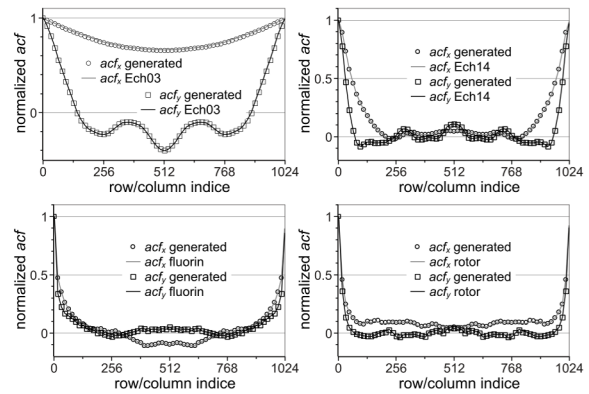 normalized acf
1
0
acfx generated
acfx Ech03
acfy generated
acfy Ech03
0 256 512 768 1024
row/column indice
normalized acf
1
0.5
0
acfx generated
acfx Ech14
acfy generated
acfy Ech14
0 256 512 768 1024
row/column indice
normalized acf
1
0.5
0
acfx generated
acfx fluorin
acfy generated
acfy fluorin
0 256 512 768 1024
row/column indice
normalized acf
1
0.5
0
acfx generated
acfx rotor
acfy generated
acfy rotor
0 256 512 768 1024
row/column indice